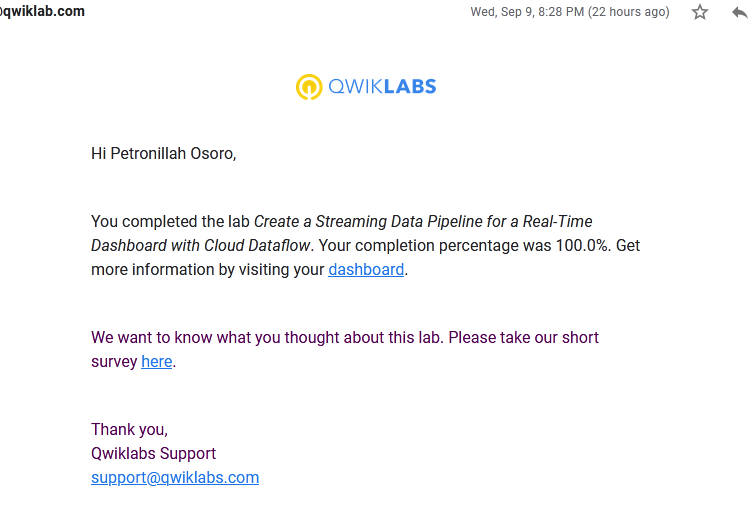 @qwiklab.com
Wed, Sep 9, 8:28 PM (22 hours ago)
QWIKLABS
Hi Petronillah Osoro,
You completed the lab Create a Streaming Data Pipeline for a Real-Time
Dashboard with Cloud Dataflow. Your completion percentage was 100.0%. Get
more information by visiting your dashboard.
We want to know what you thought about this lab. Please take our short
survey here.
Thank you,
Qwiklabs Support
support@qwiklabs.com